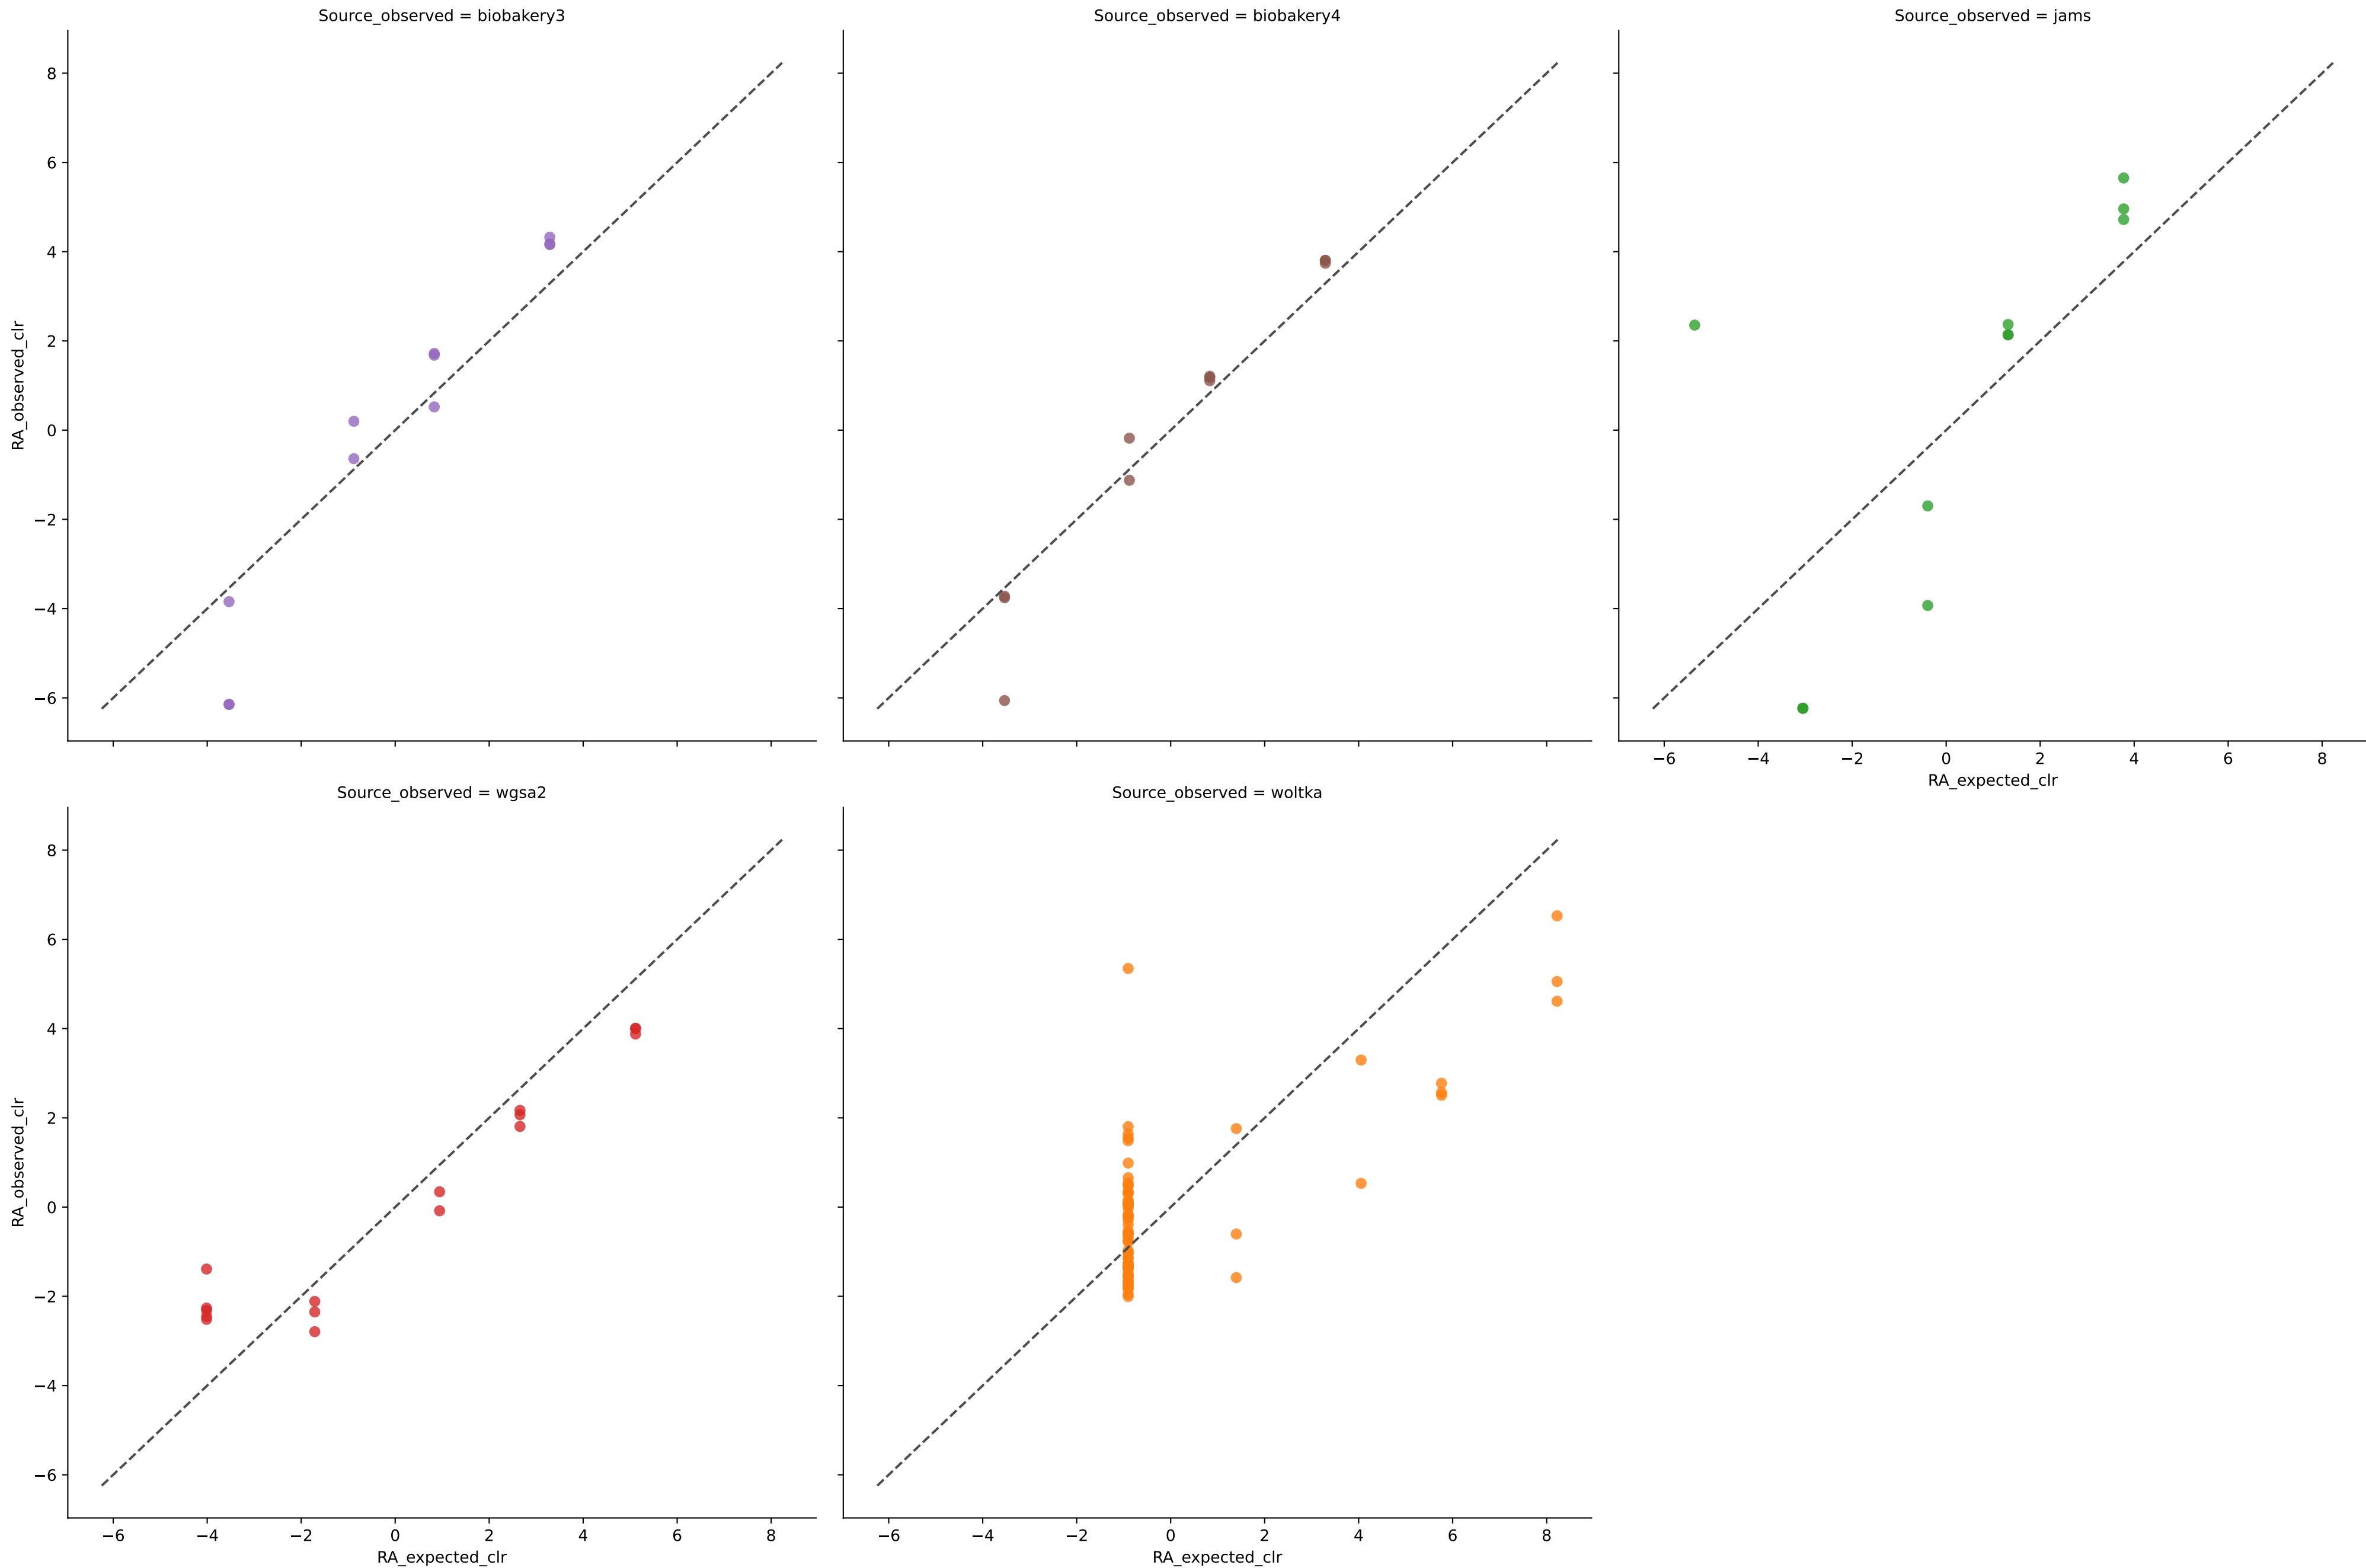 Source_observed = biobakery3
Source_observed = biobakery4
Source_observed = jams
8
6
4
2
0
−2
−4
−6
RA_observed_clr
−6 −4 −2 0 2 4 6 8
RA_expected_clr
Source_observed = wgsa2
Source_observed = woltka
8
6
4
2
0
−2
−4
−6
RA_observed_clr
−6 −4 −2 0 2 4 6 8
−6 −4 −2 0 2 4 6 8
RA_expected_clr
RA_expected_clr